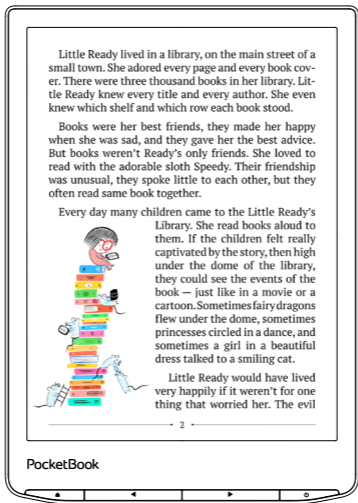 Little Ready lived in a library, on the main street of a
small town. She adored every page and every book cov-
er. There were three thousand books in her library. Lit-
tle Ready knew every title and every author. She even
knew which shelf and which row each book stood.
Books were her best friends, they made her happy
when she was sad, and they gave her the best advice.
But books weren't Ready's only friends. She loved to
read with the adorable sloth Speedy. Their friendship
was unusual, they spoke little to each other, but they
often read same book together.
Every day many children came to the Little Ready's
Library. She read books aloud to
them. If the children felt really
captivated by the story, then high
under the dome of the library,
they could see the events of the
book — just like in a movie or a
cartoon. Sometimes fairy dragons
flew under the dome, sometimes
princesses circled in a dance, and
sometimes a girl in a beautiful
dress talked to a smiling cat.
Little Ready would have lived
very happily if it weren't for one
thing that worried her. The evil
2
PocketBook